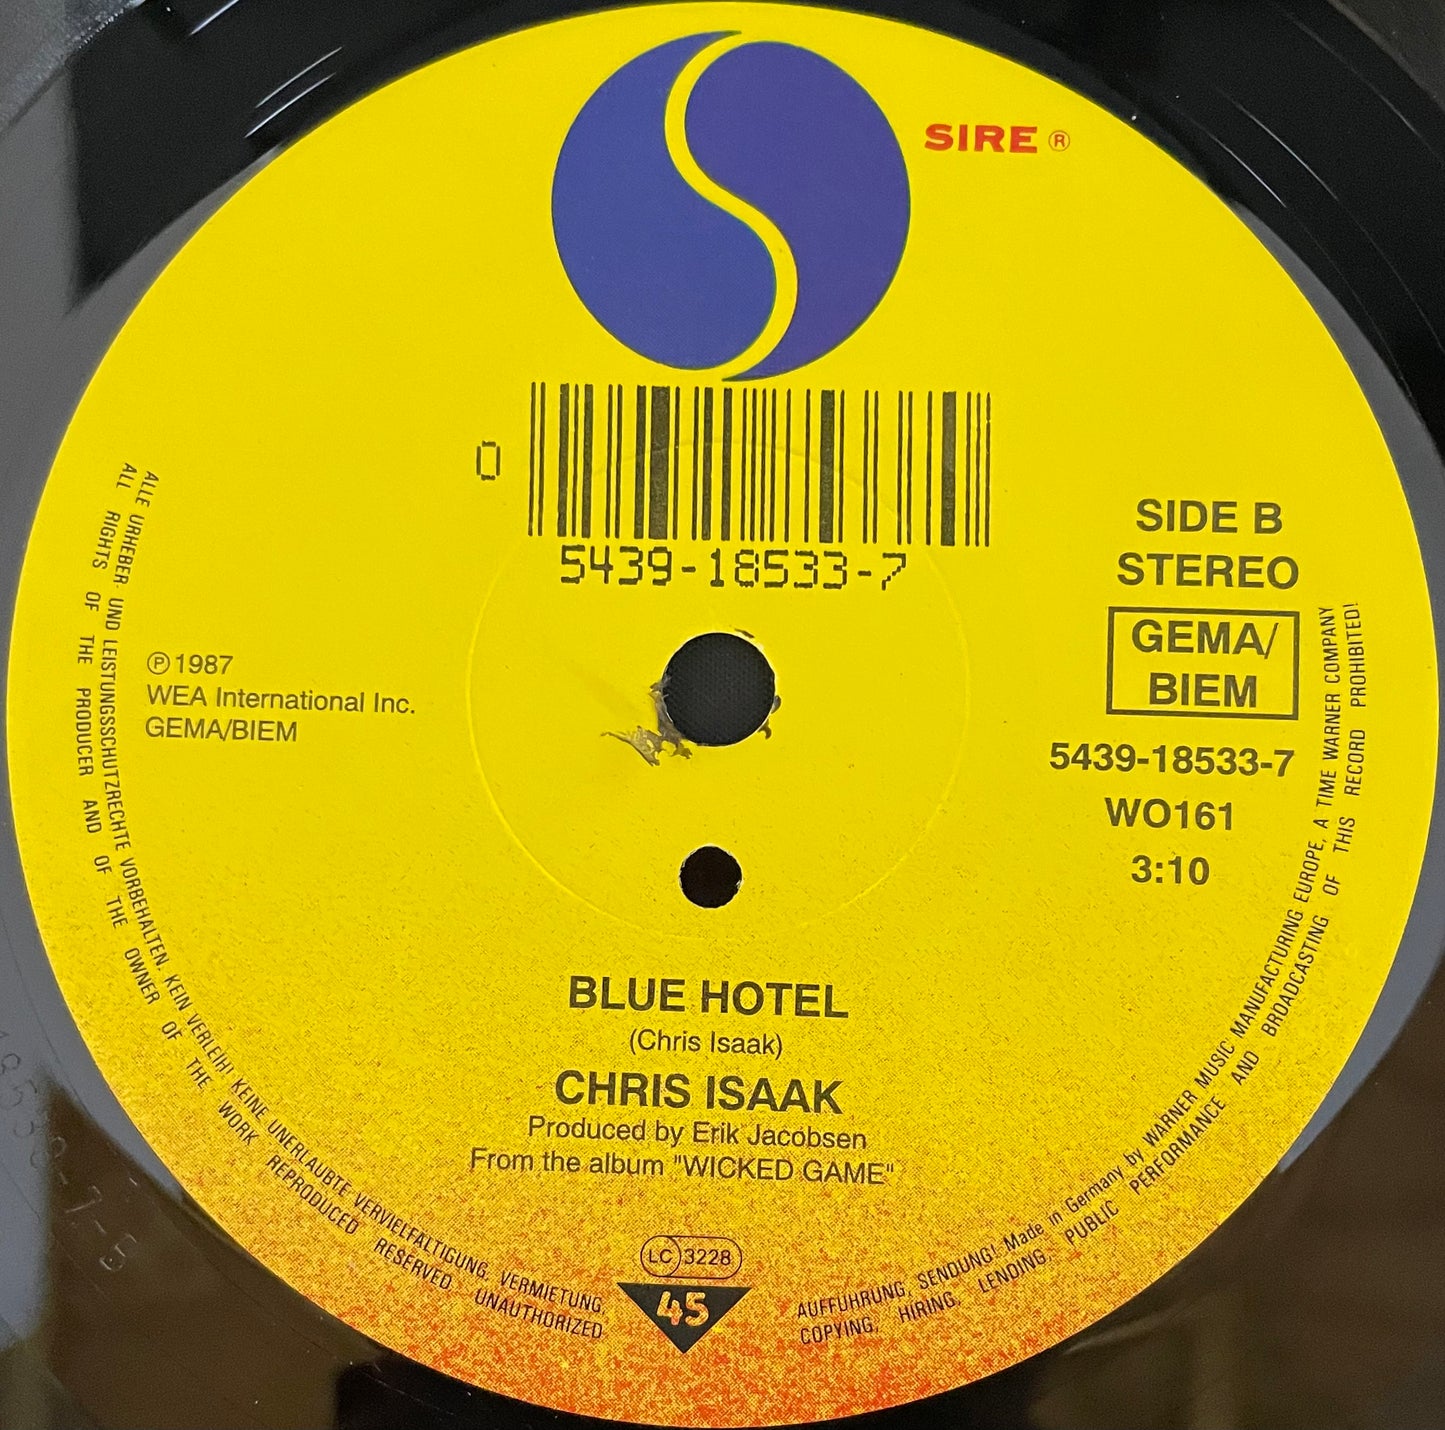 SIRE ®
0
5439-18533-7
SIDE B
STEREO
GEMA/
BIEM
5439-18533-7
WO161
3:10
℗ 1987
WEA International Inc.
GEMA/BIEM
BLUE HOTEL
(Chris Isaak)
CHRIS ISAAK
Produced by Erik Jacobsen
From the album "WICKED GAME"
LC 3228
45
ALLE URHEBER- UND LEISTUNGSSCHUTZRECHTE VORBEHALTEN. KEIN VERLEIH! KEINE UNERLAUBTE VERVIELFÄLTIGUNG, VERMIETUNG,
AUFFÜHRUNG, SENDUNG! Made in Germany by WARNER MUSIC MANUFACTURING EUROPE, A TIME WARNER COMPANY
ALL RIGHTS OF THE PRODUCER AND OF THE OWNER OF THE WORK REPRODUCED RESERVED UNAUTHORIZED
COPYING, HIRING, LENDING, PUBLIC PERFORMANCE AND BROADCASTING OF THIS RECORD PROHIBITED!